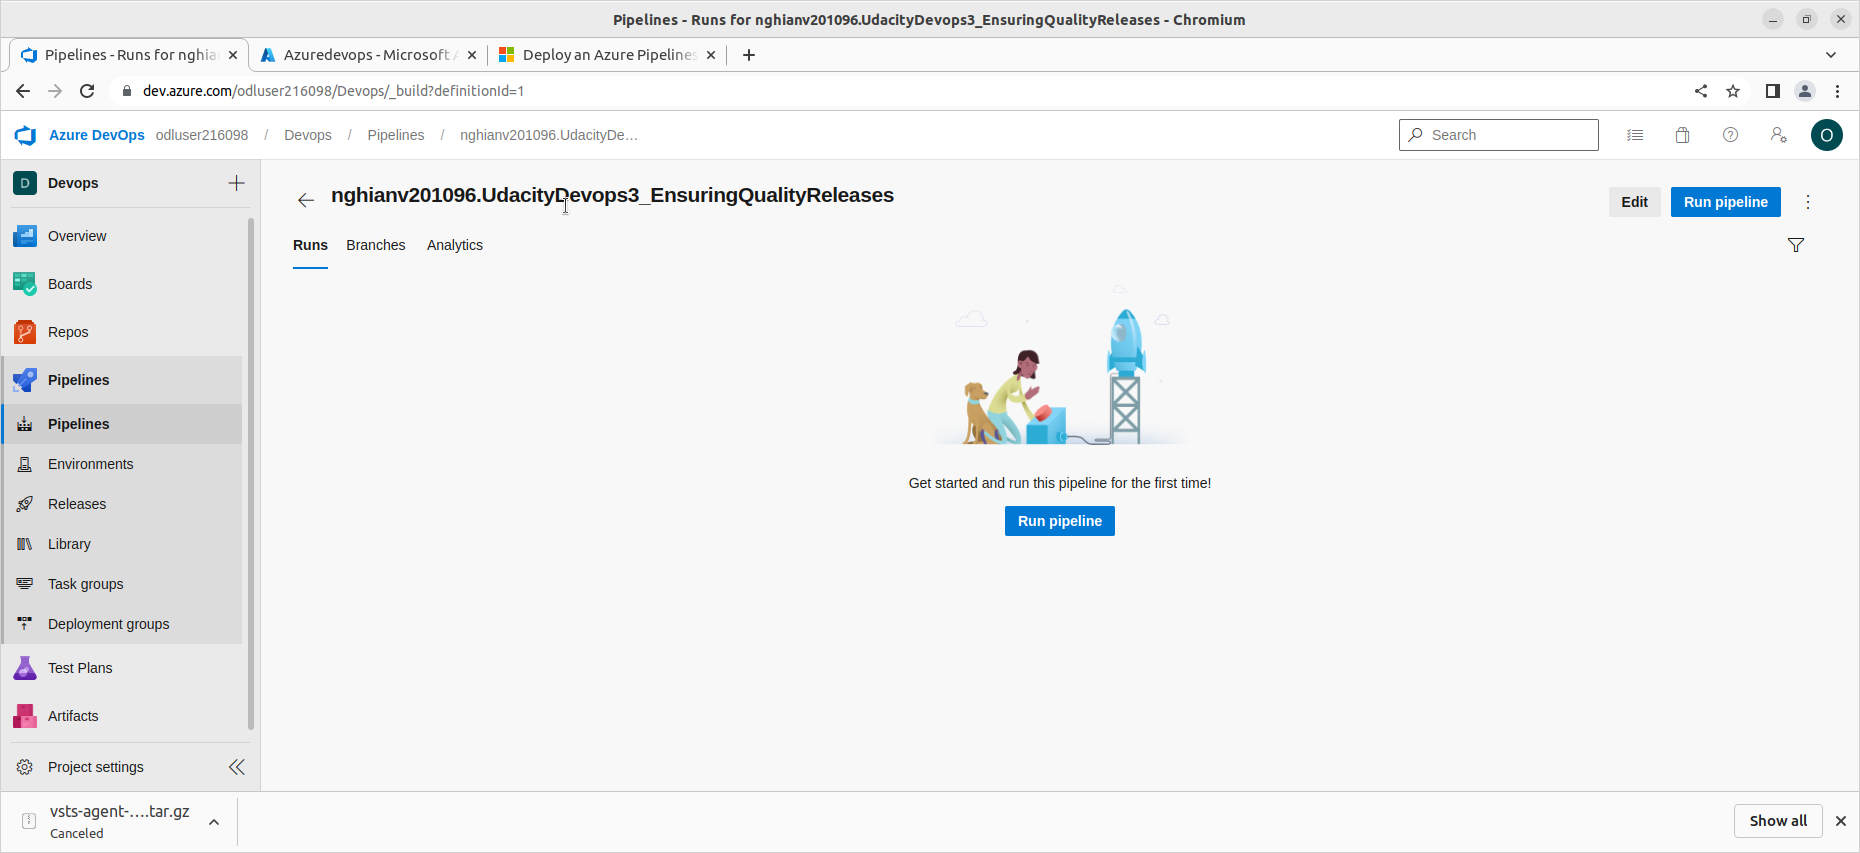 Pipelines - Runs for nghianv201096.UdacityDevops3_EnsuringQualityReleases - Chromium
Pipelines - Runs for nghia
Azuredevops - Microsoft A
Deploy an Azure Pipelines
dev.azure.com/odluser216098/Devops/_build?definitionId=1
Azure DevOps odluser216098 / Devops / Pipelines / nghianv201096.UdacityDe...
Search
O
D Devops
nghianv201096.UdacityDevops3_EnsuringQualityReleases
Edit
Run pipeline
Runs
Branches
Analytics
Overview
Boards
Repos
Pipelines
Pipelines
Environments
Releases
Library
Task groups
Deployment groups
Test Plans
Artifacts
Project settings
Get started and run this pipeline for the first time!
Run pipeline
vsts-agent-....tar.gz
Canceled
Show all